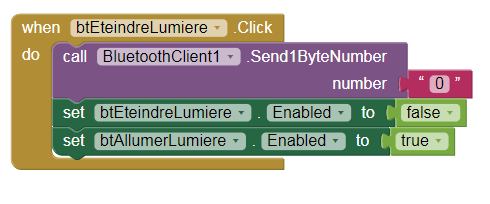 when btEteindreLumiere .Click
do call BluetoothClient1 .Send1ByteNumber
number " 0 "
set btEteindreLumiere . Enabled to false
set btAllumerLumiere . Enabled to true